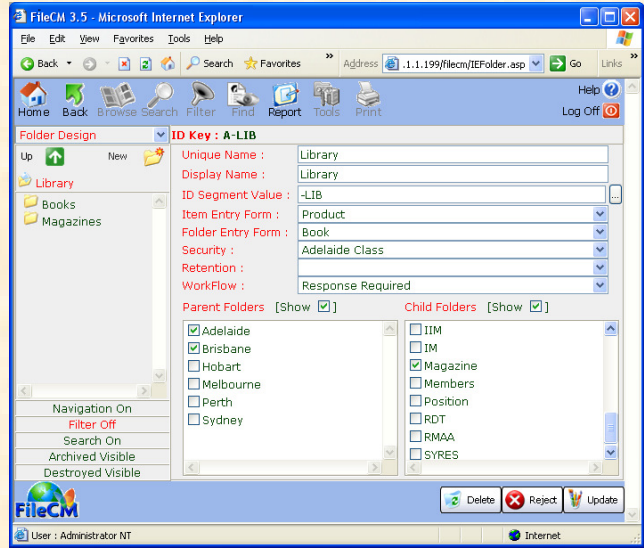 FileCM 3.5 - Microsoft Internet Explorer
File Edit View Favorites Tools Help
Back Search Favorites » Address .1.1.199/filecm/IEFolder.asp Go Links »
Home Back Browse Search Filter Find Report Tools Print Help
Log Off
Folder Design ID Key : A-LIB
Up New Unique Name : Library
Display Name : Library
Library ID Segment Value : -LIB ...
Books Item Entry Form : Product
Magazines Folder Entry Form : Book
Security : Adelaide Class
Retention :
WorkFlow : Response Required
Parent Folders [Show ] Child Folders [Show ]
Adelaide IIM
Brisbane IM
Hobart Magazine
Melbourne Members
Perth Position
Sydney RDT
RMAA
SYRES
Navigation On
Filter Off
Search On
Archived Visible
Destroyed Visible
FileCM Delete Reject Update
User : Administrator NT Internet